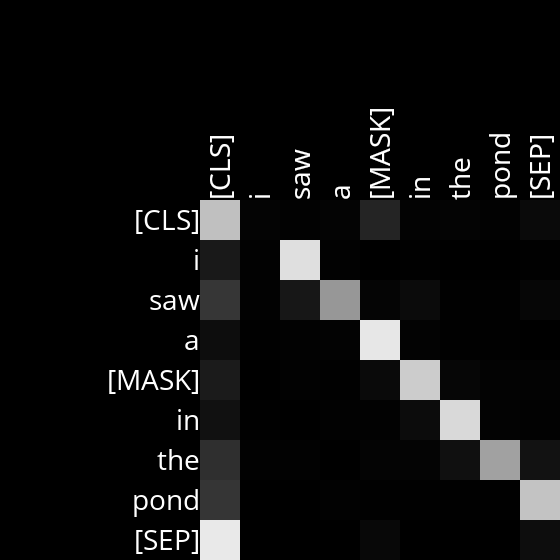 [CLS] i saw a [MASK] in the pond [SEP]
[CLS]
i
saw
a
[MASK]
in
the
pond
[SEP]